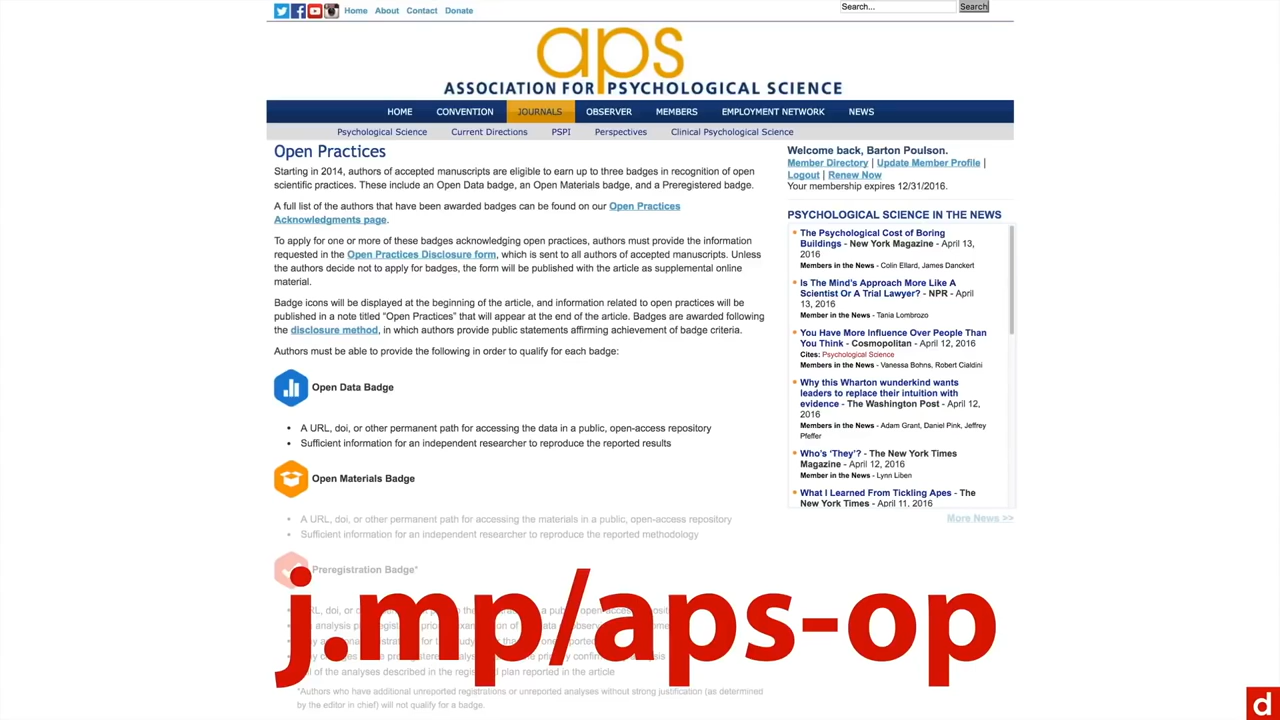 Home About Contact Donate
Search... Search
aps
ASSOCIATION FOR PSYCHOLOGICAL SCIENCE
HOME CONVENTION JOURNALS OBSERVER MEMBERS EMPLOYMENT NETWORK NEWS
Psychological Science Current Directions PSPI Perspectives Clinical Psychological Science
Open Practices
Starting in 2014, authors of accepted manuscripts are eligible to earn up to three badges in recognition of open
scientific practices. These include an Open Data badge, an Open Materials badge, and a Preregistered badge.
A full list of the authors that have been awarded badges can be found on our Open Practices
Acknowledgments page.
To apply for one or more of these badges acknowledging open practices, authors must provide the information
requested in the Open Practices Disclosure form, which is sent to all authors of accepted manuscripts. Unless
the authors decide not to apply for badges, the form will be published with the article as supplemental online
material.
Badge icons will be displayed at the beginning of the article, and information related to open practices will be
published in a note titled "Open Practices" that will appear at the end of the article. Badges are awarded following
the disclosure method, in which authors provide public statements affirming achievement of badge criteria.
Authors must be able to provide the following in order to qualify for each badge:
Open Data Badge
• A URL, doi, or other permanent path for accessing the data in a public, open-access repository
• Sufficient information for an independent researcher to reproduce the reported results
Open Materials Badge
• A URL, doi, or other permanent path for accessing the materials in a public, open-access repository
• Sufficient information for an independent researcher to reproduce the reported methodology
Preregistration Badge*
j.mp/aps-op
all of the analyses described in the registered plan reported in the article
*Authors who have additional unreported registrations or unreported analyses without strong justification (as determined
by the editor in chief) will not qualify for a badge.
Welcome back, Barton Poulson.
Member Directory | Update Member Profile |
Logout | Renew Now
Your membership expires 12/31/2016.
PSYCHOLOGICAL SCIENCE IN THE NEWS
The Psychological Cost of Boring
Buildings - New York Magazine - April 13,
2016
Members in the News - Colin Ellard, James Danckert
Is The Mind's Approach More Like A
Scientist Or A Trial Lawyer? - NPR - April
13, 2016
Member in the News - Tania Lombrozo
You Have More Influence Over People Than
You Think - Cosmopolitan - April 12, 2016
Cites: Psychological Science
Members in the News - Vanessa Bohns, Robert Cialdini
Why this Wharton wunderkind wants
leaders to replace their intuition with
evidence - The Washington Post - April 12,
2016
Members in the News - Adam Grant, Daniel Pink, Jeffrey
Pfeffer
Who's 'They'? - The New York Times
Magazine - April 12, 2016
Member in the News - Lynn Liben
What I Learned From Tickling Apes - The
New York Times - April 11, 2016
More News >>
d